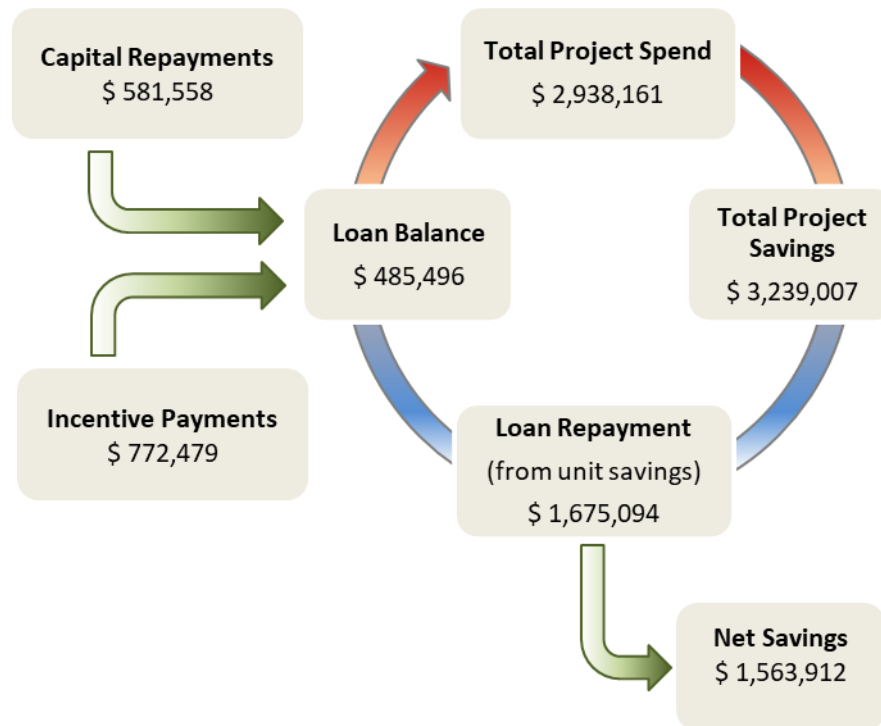 Capital Repayments
$ 581,558
Total Project Spend
$ 2,938,161
Loan Balance
$ 485,496
Total Project
Savings
$ 3,239,007
Incentive Payments
$ 772,479
Loan Repayment
(from unit savings)
$ 1,675,094
Net Savings
$ 1,563,912